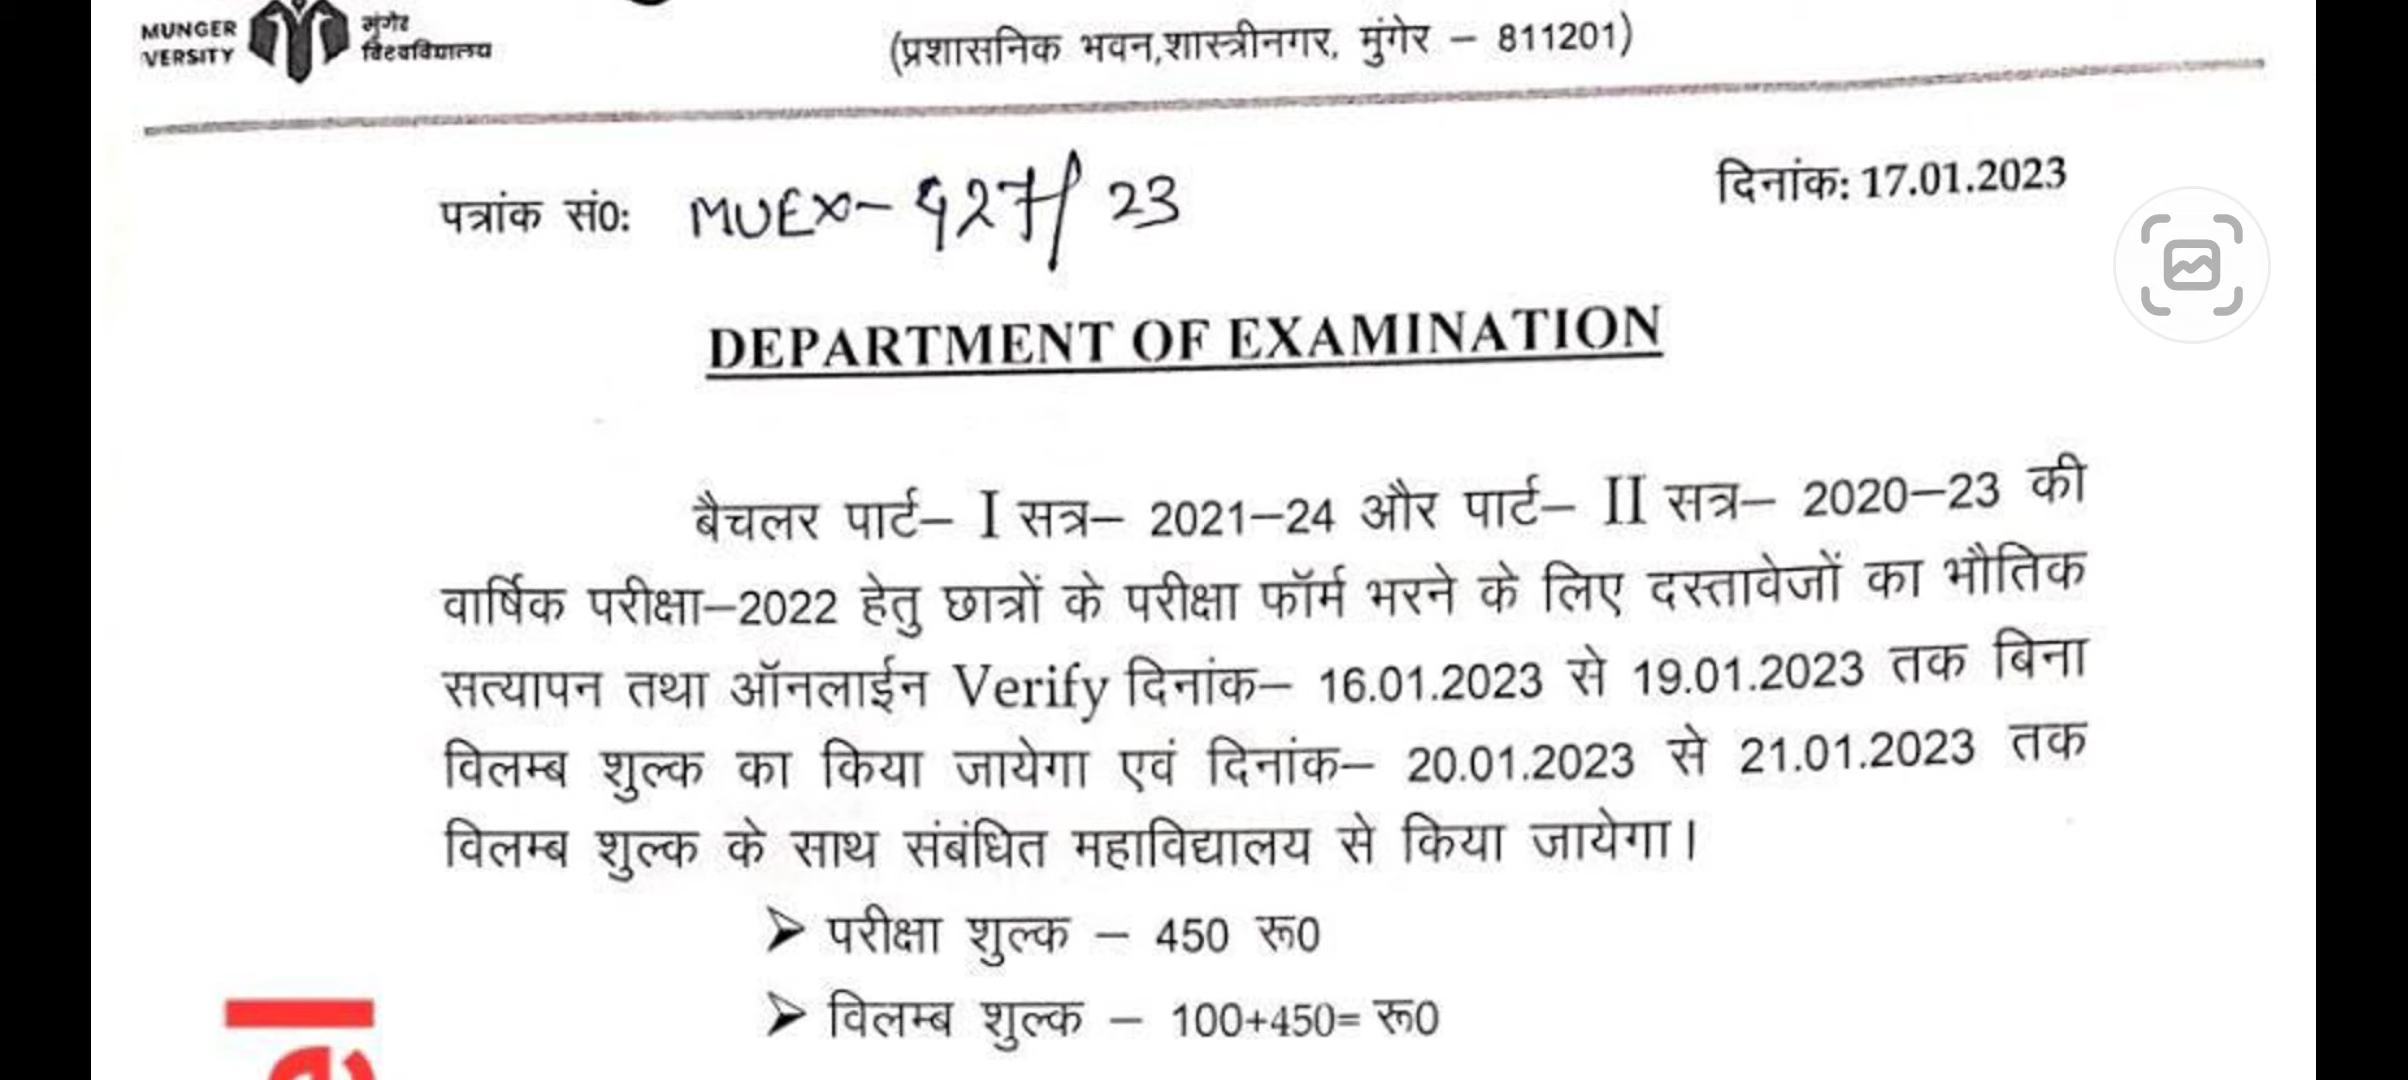 MUNGER
VERSITY
मुंगेर
विश्वविद्यालय
(प्रशासनिक भवन,शास्त्रीनगर, मुंगेर – 811201)
पत्रांक सं0: MUEX- 927/23
दिनांक: 17.01.2023
DEPARTMENT OF EXAMINATION
बैचलर पार्ट– I सत्र– 2021–24 और पार्ट– II सत्र– 2020–23 की
वार्षिक परीक्षा–2022 हेतु छात्रों के परीक्षा फॉर्म भरने के लिए दस्तावेजों का भौतिक
सत्यापन तथा ऑनलाईन Verify दिनांक– 16.01.2023 से 19.01.2023 तक बिना
विलम्ब शुल्क का किया जायेगा एवं दिनांक– 20.01.2023 से 21.01.2023 तक
विलम्ब शुल्क के साथ संबंधित महाविद्यालय से किया जायेगा।
➢ परीक्षा शुल्क – 450 रू0
➢ विलम्ब शुल्क – 100+450= रू0